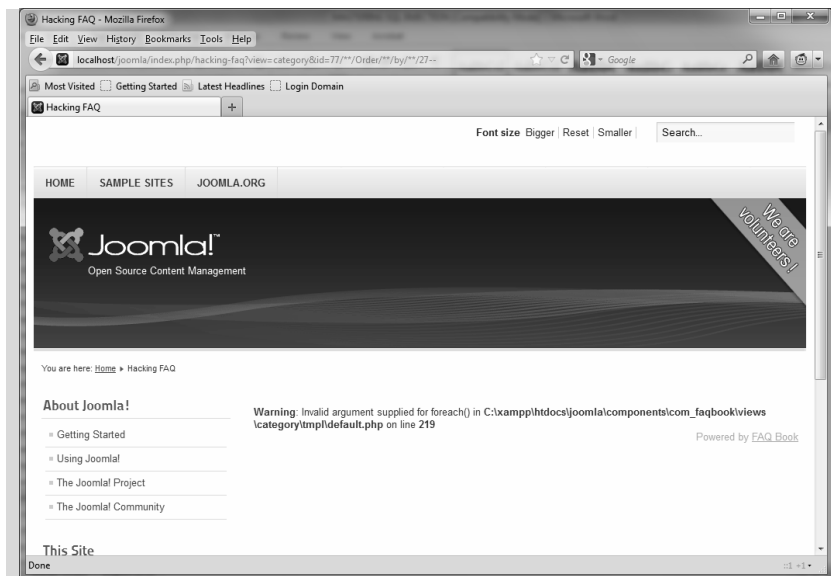 Hacking FAQ - Mozilla Firefox
File Edit View History Bookmarks Tools Help
localhost/joomla/index.php/hacking-faq?view=category&id=77/**/Order/**/by/**/27--
Google
Most Visited Getting Started Latest Headlines Login Domain
Hacking FAQ
Font size Bigger Reset Smaller Search...
HOME SAMPLE SITES JOOMLA.ORG
Joomla!™
Open Source Content Management
We are
volunteers!
You are here: Home Hacking FAQ
About Joomla!
Getting Started
Using Joomla!
The Joomla! Project
The Joomla! Community
Warning: Invalid argument supplied for foreach() in C:\xampp\htdocs\joomla\components\com_faqbook\views
\category\tmpl\default.php on line 219
Powered by FAQ Book
This Site
Done